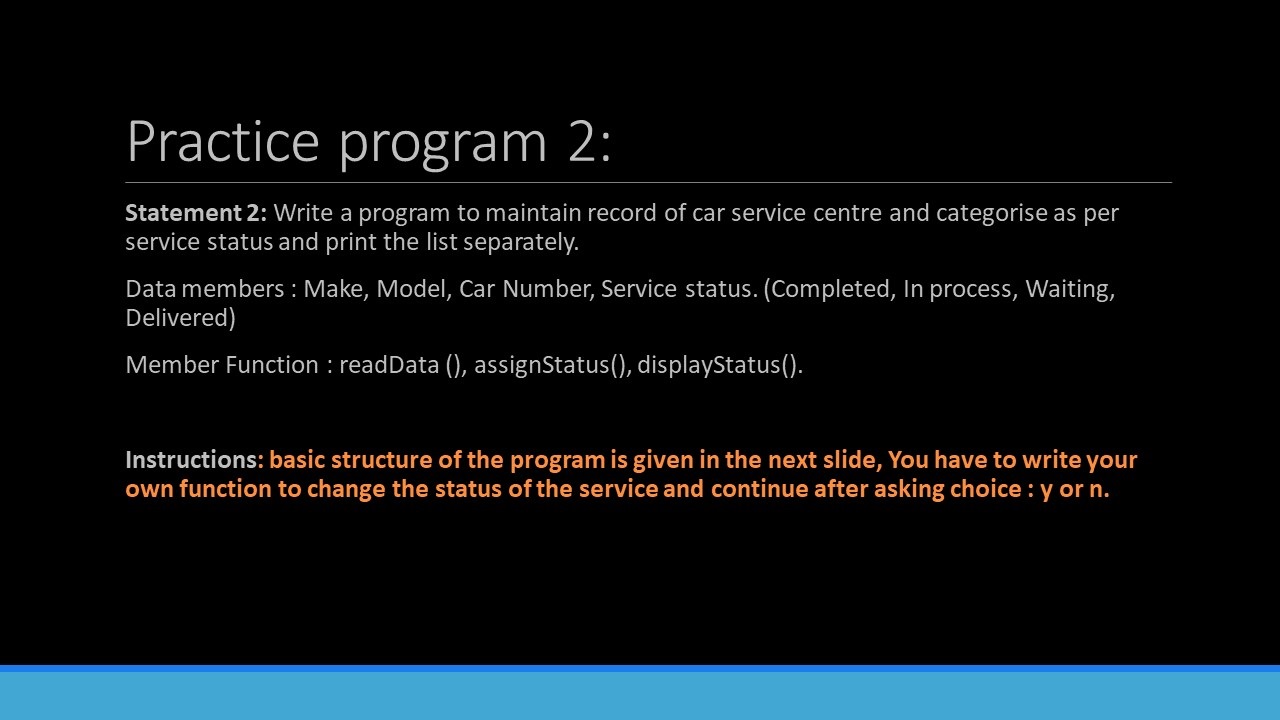 Practice program 2:
Statement 2: Write a program to maintain record of car service centre and categorise as per
service status and print the list separately.
Data members : Make, Model, Car Number, Service status. (Completed, In process, Waiting,
Delivered)
Member Function : readData (), assignStatus(), displayStatus().
Instructions: basic structure of the program is given in the next slide, You have to write your
own function to change the status of the service and continue after asking choice : y or n.